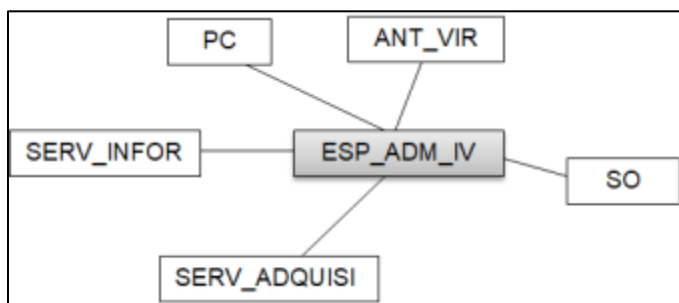 PC
ANT_VIR
SERV_INFOR
ESP_ADM_IV
SO
SERV_ADQUISI